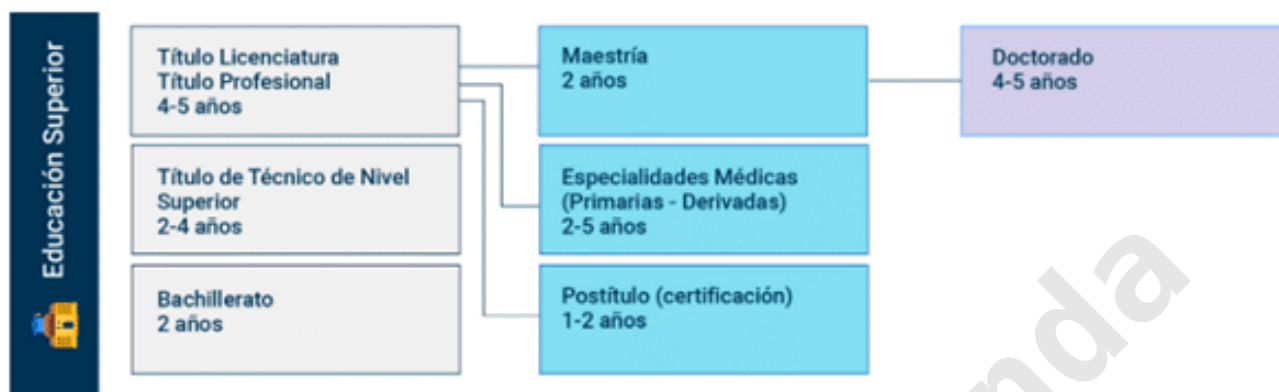 Educación Superior
Título Licenciatura
Título Profesional
4-5 años
Maestría
2 años
Doctorado
4-5 años
Título de Técnico de Nivel
Superior
2-4 años
Especialidades Médicas
(Primarias - Derivadas)
2-5 años
Bachillerato
2 años
Postítulo (certificación)
1-2 años
nda